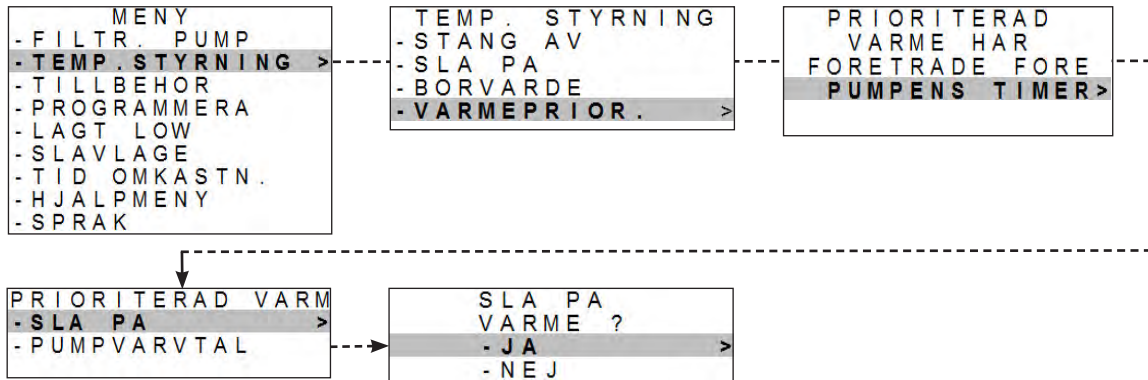 MENY
-FILTR. PUMP
-TEMP.STYRNING >
-TILLBEHOR
-PROGRAMMERA
-LAGT LOW
-SLAVLAGE
-TID OMKASTN.
-HJALPMENY
-SPRAK
TEMP. STYRNING
-STANG AV
-SLA PA
-BORVARDE
-VARMEPRIOR. >
PRIORITERAD
VARME HAR
FORETRADE FORE
PUMPENS TIMER>
PRIORITERAD VARM
-SLA PA >
-PUMPVARVTAL
SLA PA
VARME ?
-JA >
-NEJ